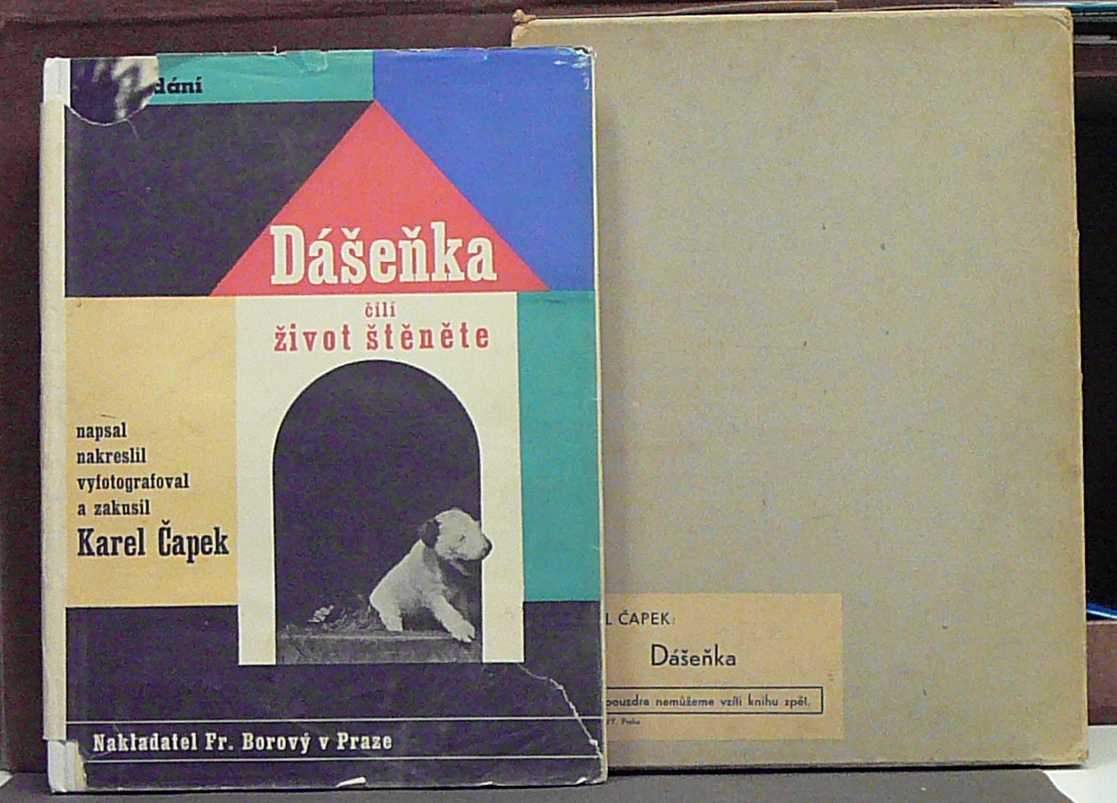 dání
Dášeňka
čili
život štěněte
napsal
nakreslil
vyfotografoval
a zakusil
Karel Čapek
Nakladatel Fr. Borový v Praze
L ČAPEK:
Dášeňka
pouzdra nemůžeme vzíti knihu zpět.
Praha